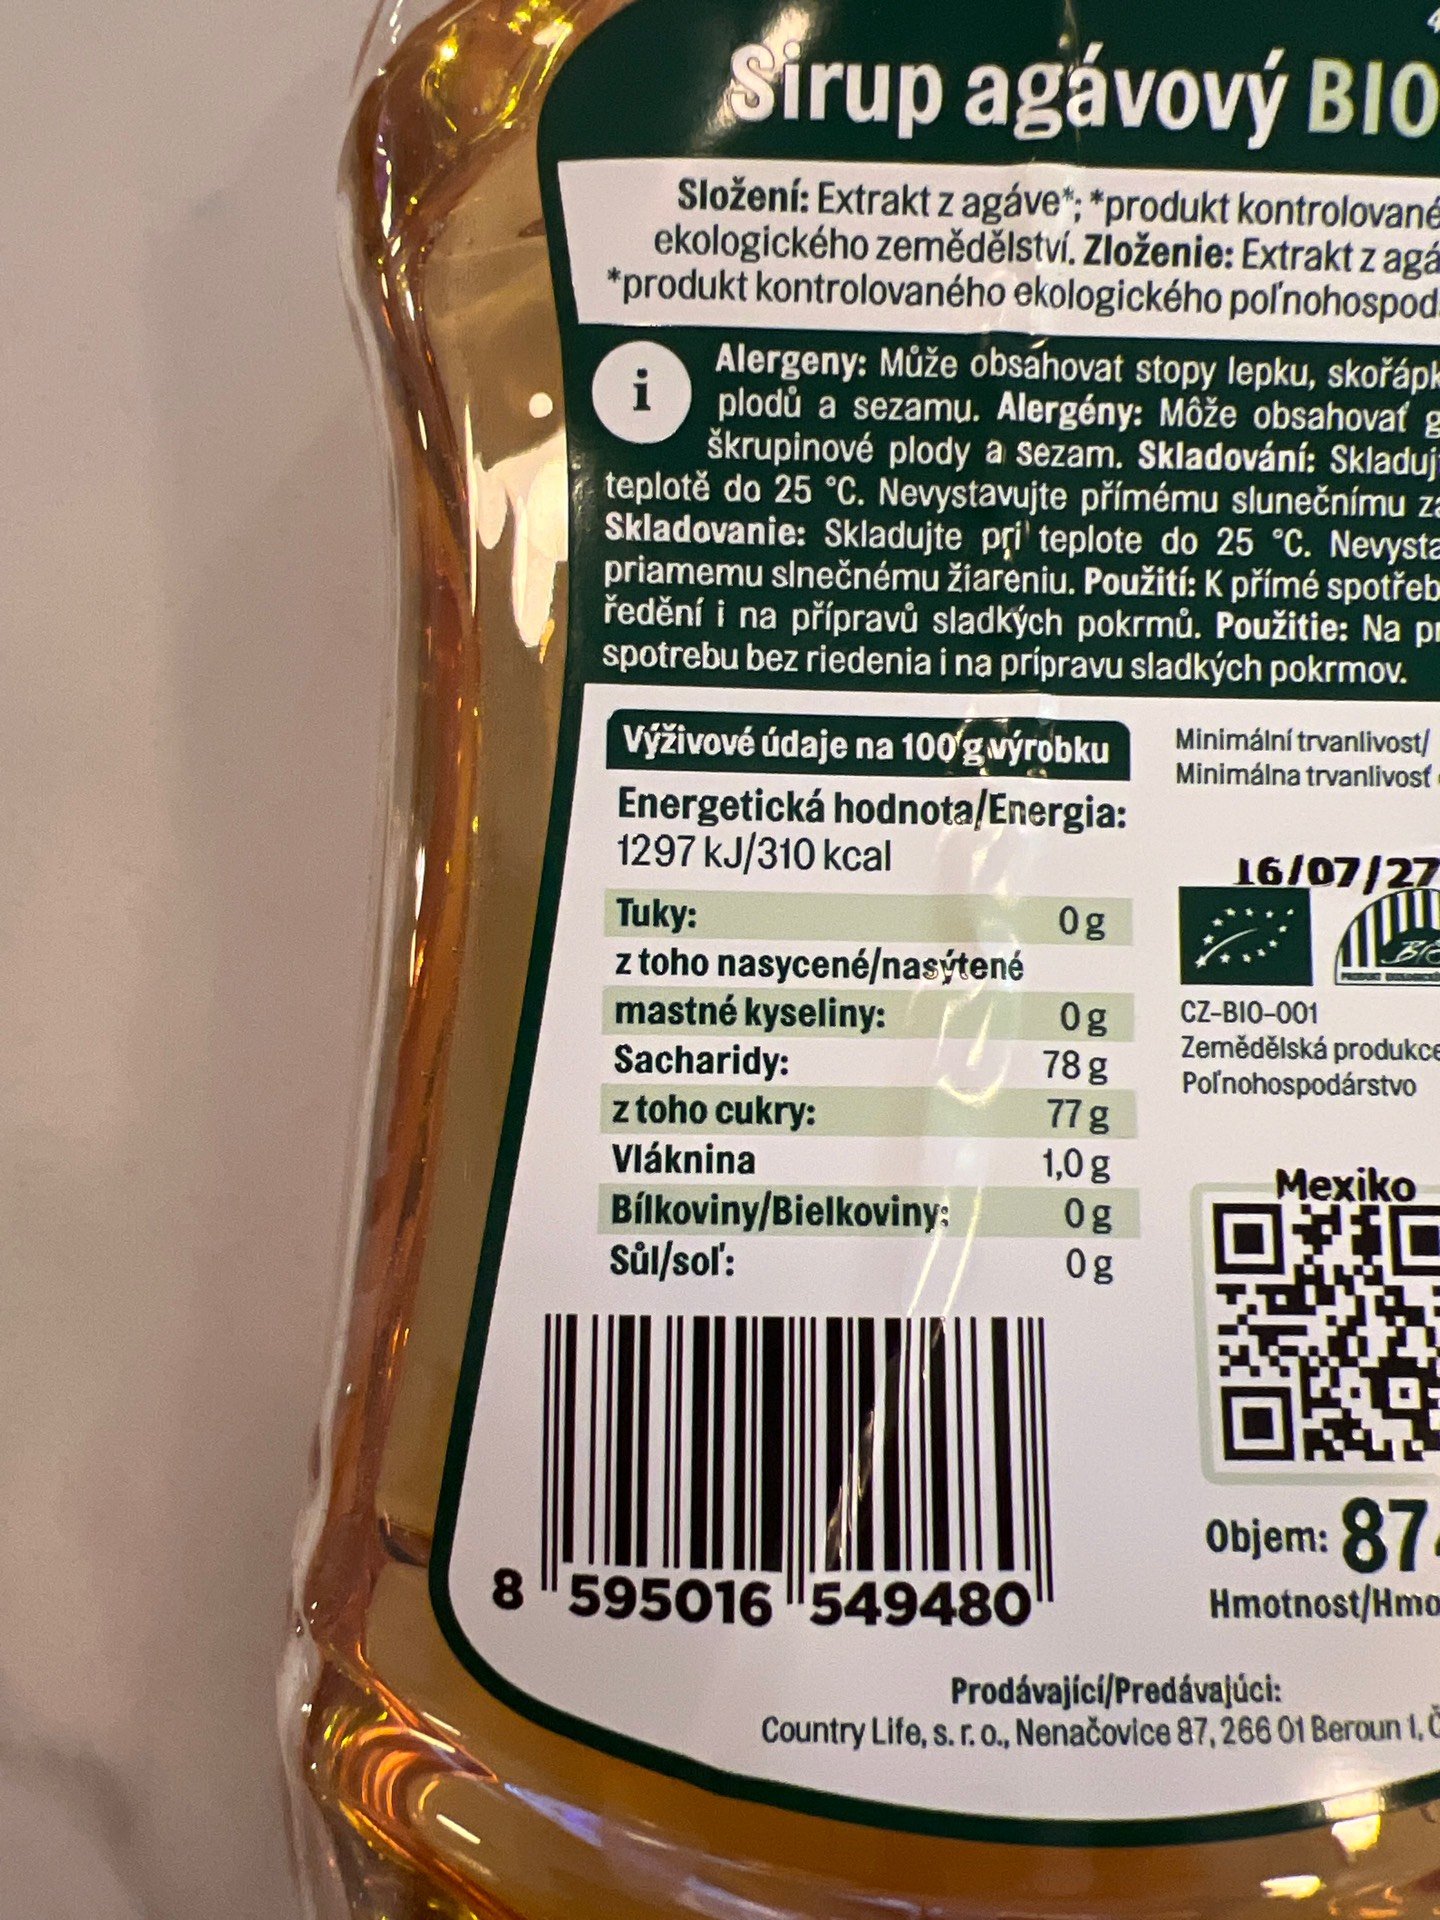 Sirup agávový BIO
Složení: Extrakt z agáve*; *produkt kontrolované
ekologického zemědělství. Zloženie: Extrakt z agá
*produkt kontrolovaného ekologického poľnohospod
i
Alergeny: Může obsahovat stopy lepku, skořápk
plodů a sezamu. Alergény: Môže obsahovať g
škrupinové plody a sezam. Skladování: Skladuj
teplotě do 25 °C. Nevystavujte přímému slunečnímu zá
Skladovanie: Skladujte pri teplote do 25 °C. Nevysta
priamemu slnečnému žiareniu. Použití: K přímé spotřeb
ředění i na přípravů sladkých pokrmů. Použitie: Na pr
spotrebu bez riedenia i na prípravu sladkých pokrmov.
Výživové údaje na 100 g výrobku
Energetická hodnota/Energia:
1297 kJ/310 kcal
Tuky: 0 g
z toho nasycené/nasýtené
mastné kyseliny: 0 g
Sacharidy: 78 g
z toho cukry: 77 g
Vláknina 1,0 g
Bílkoviny/Bielkoviny: 0 g
Sůl/soľ: 0 g
Minimální trvanlivost/
Minimálna trvanlivosť
16/07/27
BIO
CZ-BIO-001
Zemědělská produkce
Poľnohospodárstvo
Mexiko
Objem: 87
Hmotnost/Hmo
8 595016 549480
Prodávající/Predávajúci:
Country Life, s. r. o., Nenačovice 87, 266 01 Beroun 1, Č